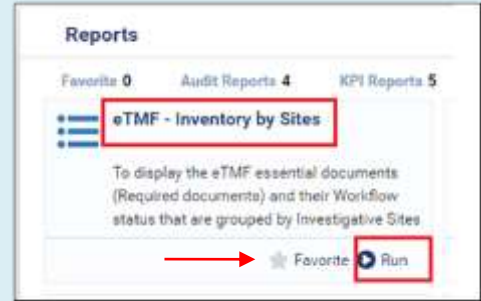 Reports
Favorite 0 Audit Reports 4 KPI Reports 5
eTMF - Inventory by Sites
To display the eTMF essential documents
(Required documents) and their Workflow
status that are grouped by Investigative Sites
Favorite Run